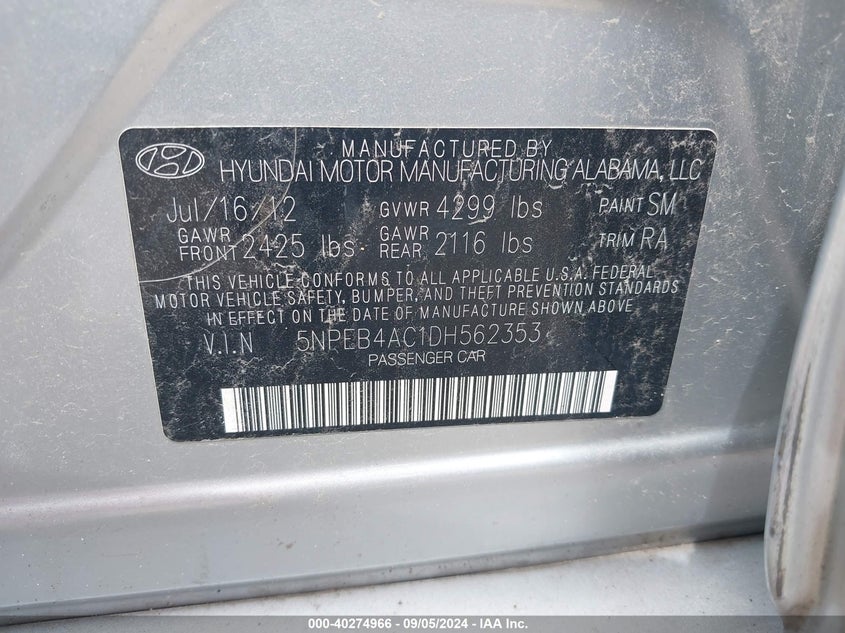 MANUFACTURED BY
HYUNDAI MOTOR MANUFACTURING ALABAMA, LLC
Jul/16/12 GVWR 4299 lbs PAINT SM
GAWR FRONT 2425 lbs GAWR REAR 2116 lbs TRIM RA
THIS VEHICLE CONFORMS TO ALL APPLICABLE U.S.A. FEDERAL
MOTOR VEHICLE SAFETY, BUMPER, AND THEFT PREVENTION STANDARDS
IN EFFECT ON THE DATE OF MANUFACTURE SHOWN ABOVE
V.I.N 5NPEB4AC1DH562353
PASSENGER CAR
000-40274966 - 09/05/2024 - IAA Inc.